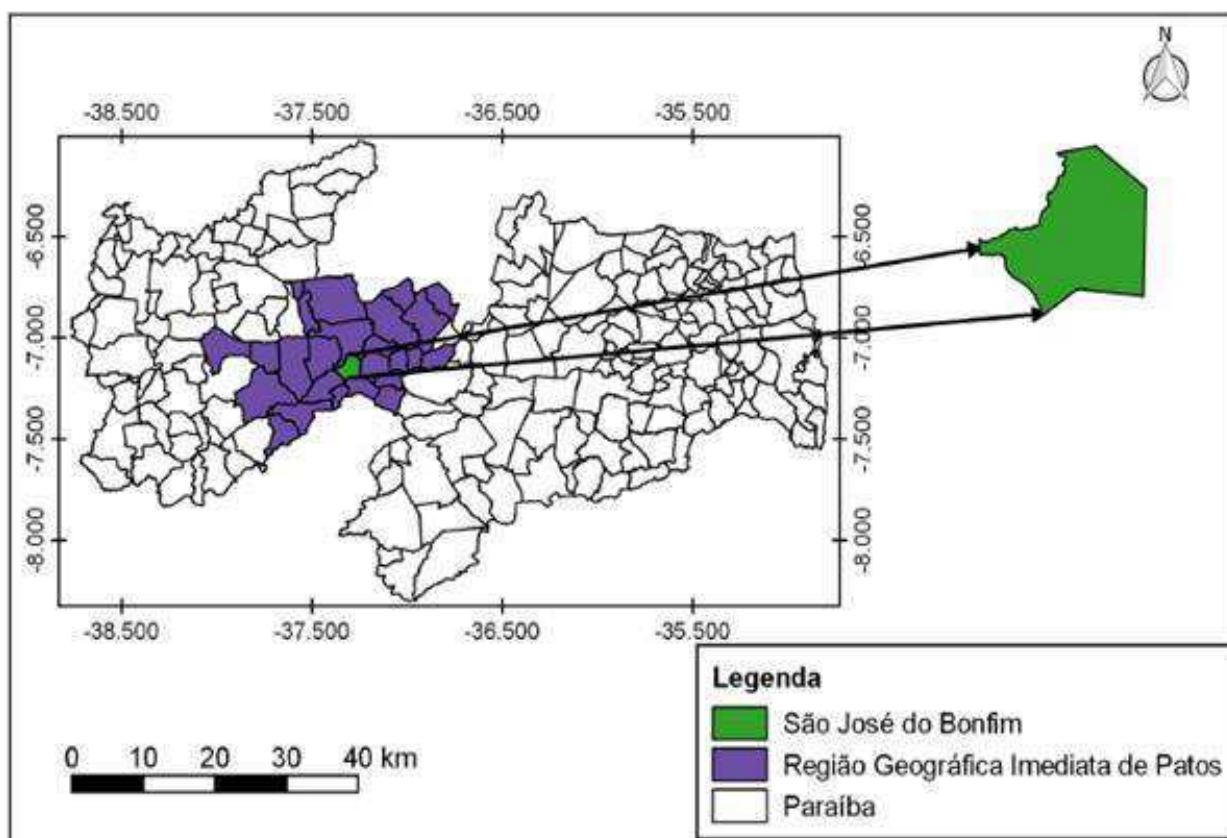 N
-38.500 -37.500 -36.500 -35.500
-6.500 -6.500
-7.000 -7.000
-7.500 -7.500
-8.000 -8.000
-38.500 -37.500 -36.500 -35.500
Legenda
São José do Bonfim
Região Geográfica Imediata de Patos
Paraíba
0 10 20 30 40 km